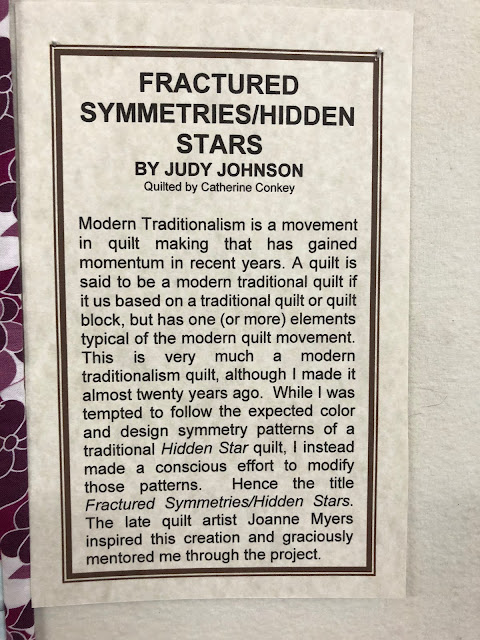 FRACTURED
SYMMETRIES/HIDDEN
STARS
BY JUDY JOHNSON
Quilted by Catherine Conkey
Modern Traditionalism is a movement
in quilt making that has gained
momentum in recent years. A quilt is
said to be a modern traditional quilt if
it us based on a traditional quilt or quilt
block, but has one (or more) elements
typical of the modern quilt movement.
This is very much a modern
traditionalism quilt, although I made it
almost twenty years ago. While I was
tempted to follow the expected color
and design symmetry patterns of a
traditional Hidden Star quilt, I instead
made a conscious effort to modify
those patterns. Hence the title
Fractured Symmetries/Hidden Stars.
The late quilt artist Joanne Myers
inspired this creation and graciously
mentored me through the project.